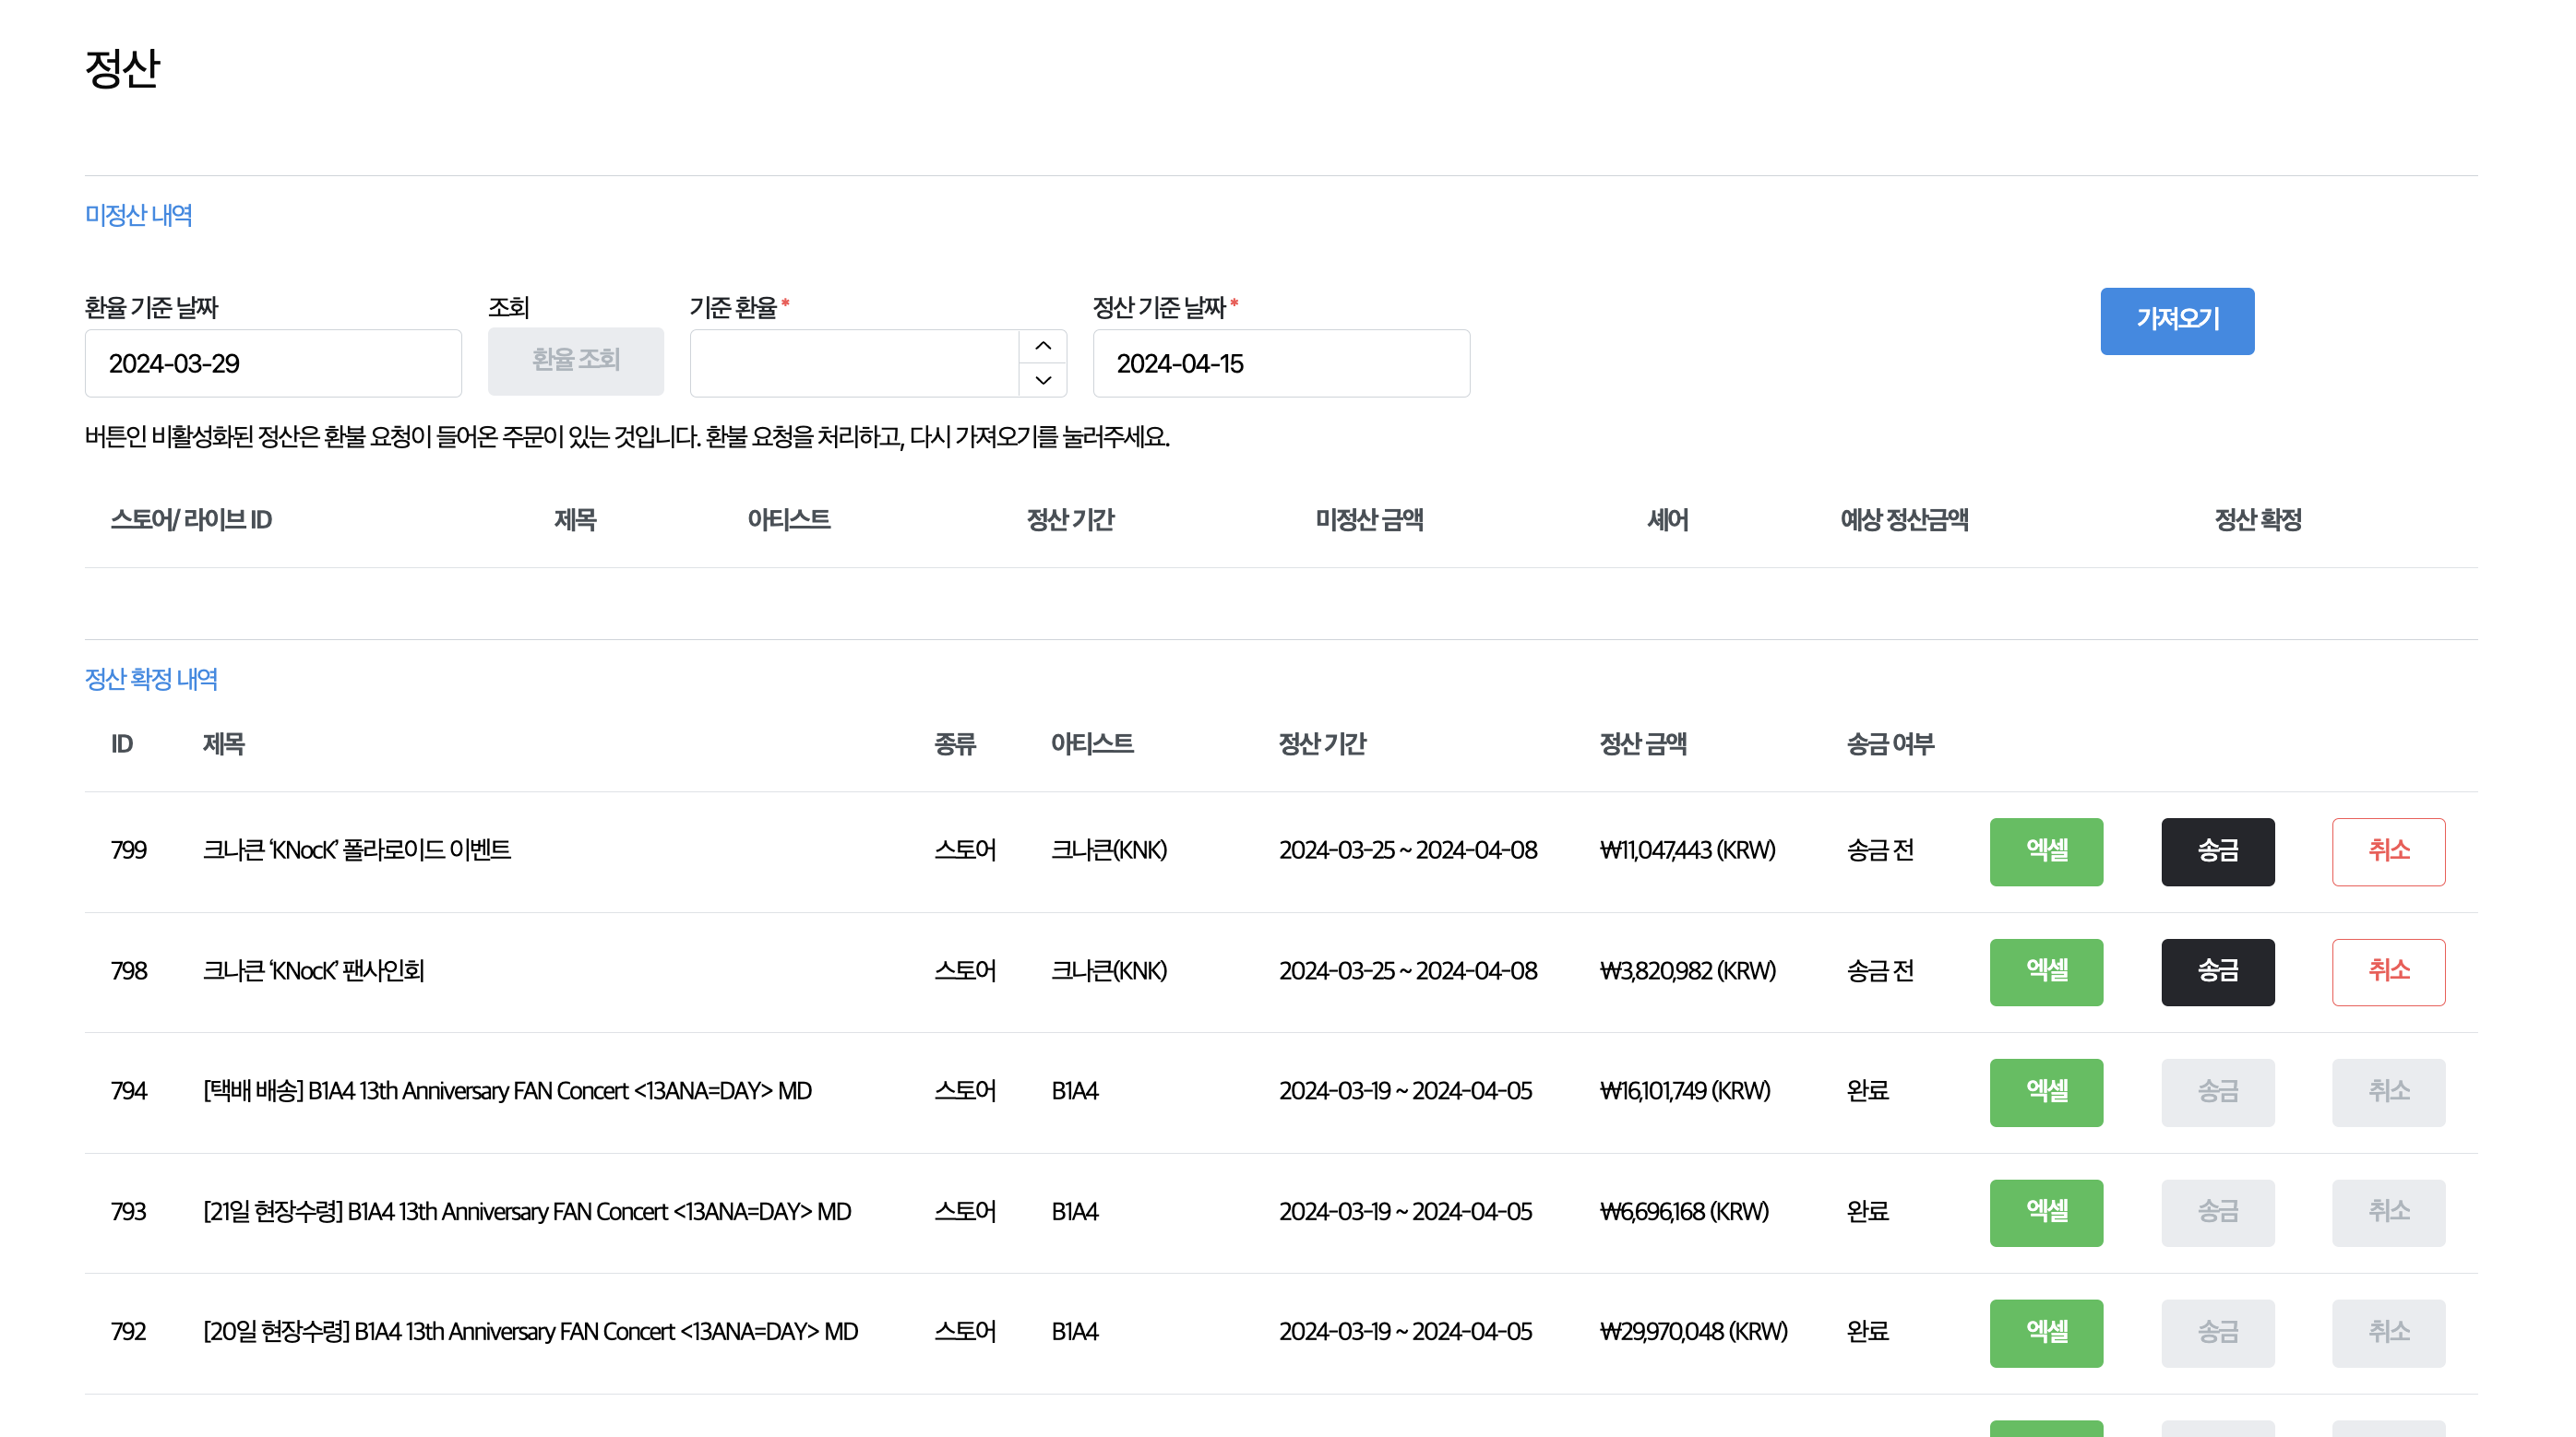 정산
미정산 내역
환율 기준 날짜 조회 기준 환율 * 정산 기준 날짜 * 가져오기
2024-03-29 환율 조회 2024-04-15
버튼인 비활성화된 정산은 환불 요청이 들어온 주문이 있는 것입니다. 환불 요청을 처리하고, 다시 가져오기를 눌러주세요.
스토어/ 라이브 ID 제목 아티스트 정산 기간 미정산 금액 셰어 예상 정산금액 정산 확정
정산 확정 내역
ID 제목 종류 아티스트 정산 기간 정산 금액 송금 여부
799 크나큰 ‘KNocK’ 폴라로이드 이벤트 스토어 크나큰(KNK) 2024-03-25 ~ 2024-04-08 ₩11,047,443 (KRW) 송금 전 엑셀 송금 취소
798 크나큰 ‘KNocK’ 팬사인회 스토어 크나큰(KNK) 2024-03-25 ~ 2024-04-08 ₩3,820,982 (KRW) 송금 전 엑셀 송금 취소
794 [택배 배송] B1A4 13th Anniversary FAN Concert <13ANA=DAY> MD 스토어 B1A4 2024-03-19 ~ 2024-04-05 ₩16,101,749 (KRW) 완료 엑셀 송금 취소
793 [21일 현장수령] B1A4 13th Anniversary FAN Concert <13ANA=DAY> MD 스토어 B1A4 2024-03-19 ~ 2024-04-05 ₩6,696,168 (KRW) 완료 엑셀 송금 취소
792 [20일 현장수령] B1A4 13th Anniversary FAN Concert <13ANA=DAY> MD 스토어 B1A4 2024-03-19 ~ 2024-04-05 ₩29,970,048 (KRW) 완료 엑셀 송금 취소